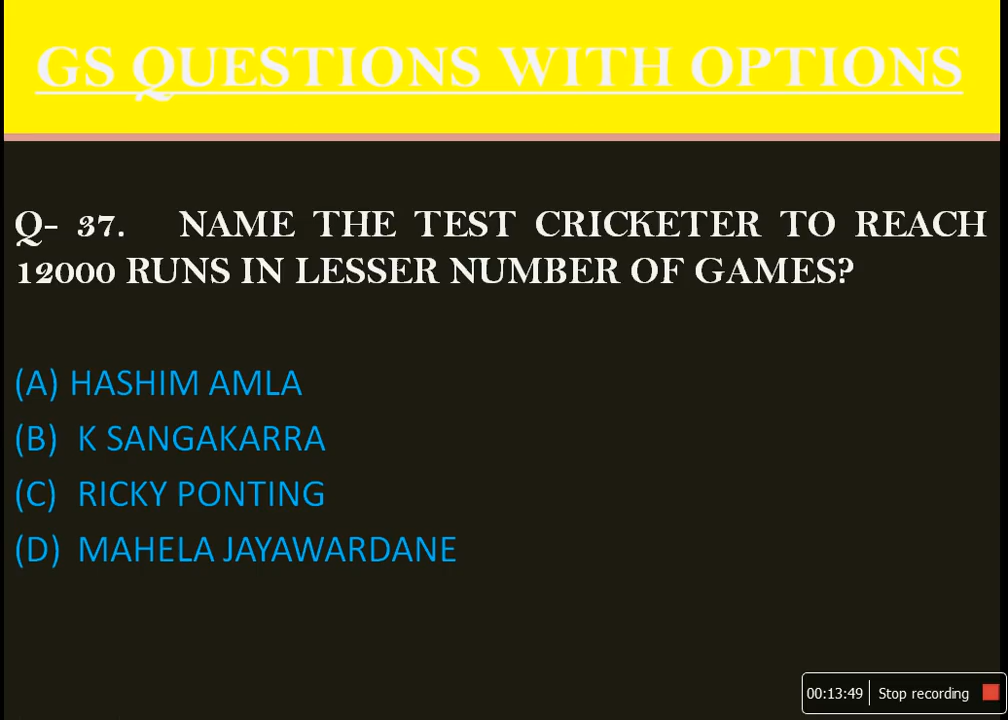 GS QUESTIONS WITH OPTIONS
Q- 37. NAME THE TEST CRICKETER TO REACH
12000 RUNS IN LESSER NUMBER OF GAMES?
(A) HASHIM AMLA
(B) K SANGAKARRA
(C) RICKY PONTING
(D) MAHELA JAYAWARDANE
00:13:49 Stop recording